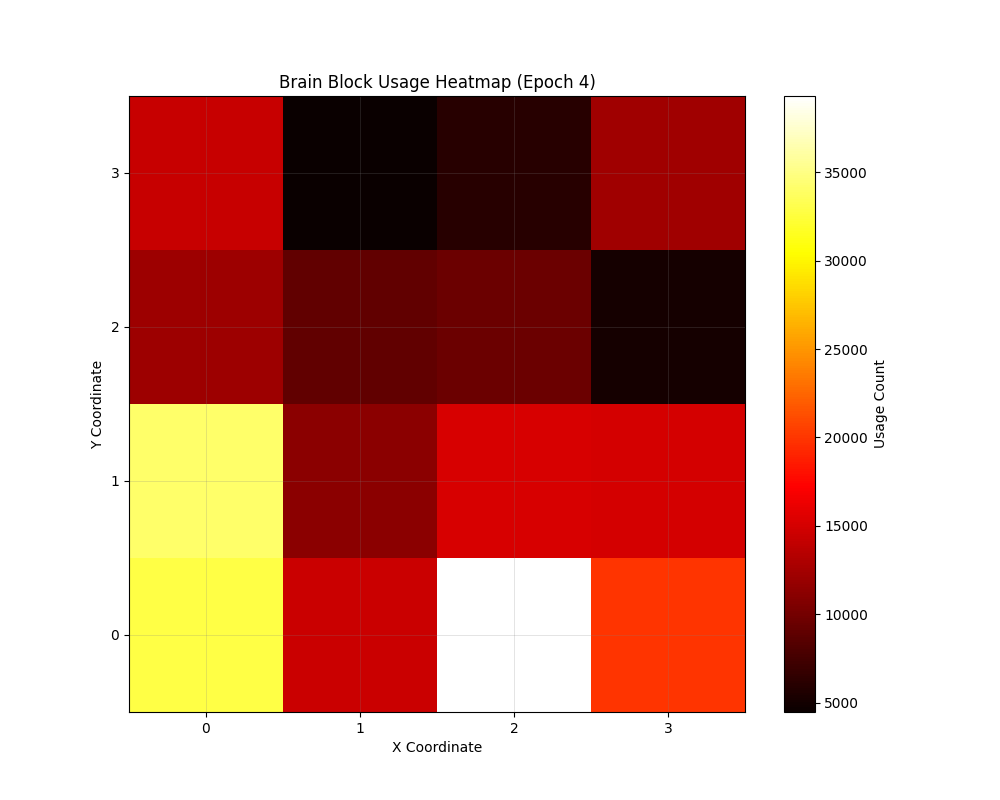 Brain Block Usage Heatmap (Epoch 4)
3
2
1
0
Y Coordinate
0 1 2 3
X Coordinate
35000
30000
25000
20000
15000
10000
5000
Usage Count